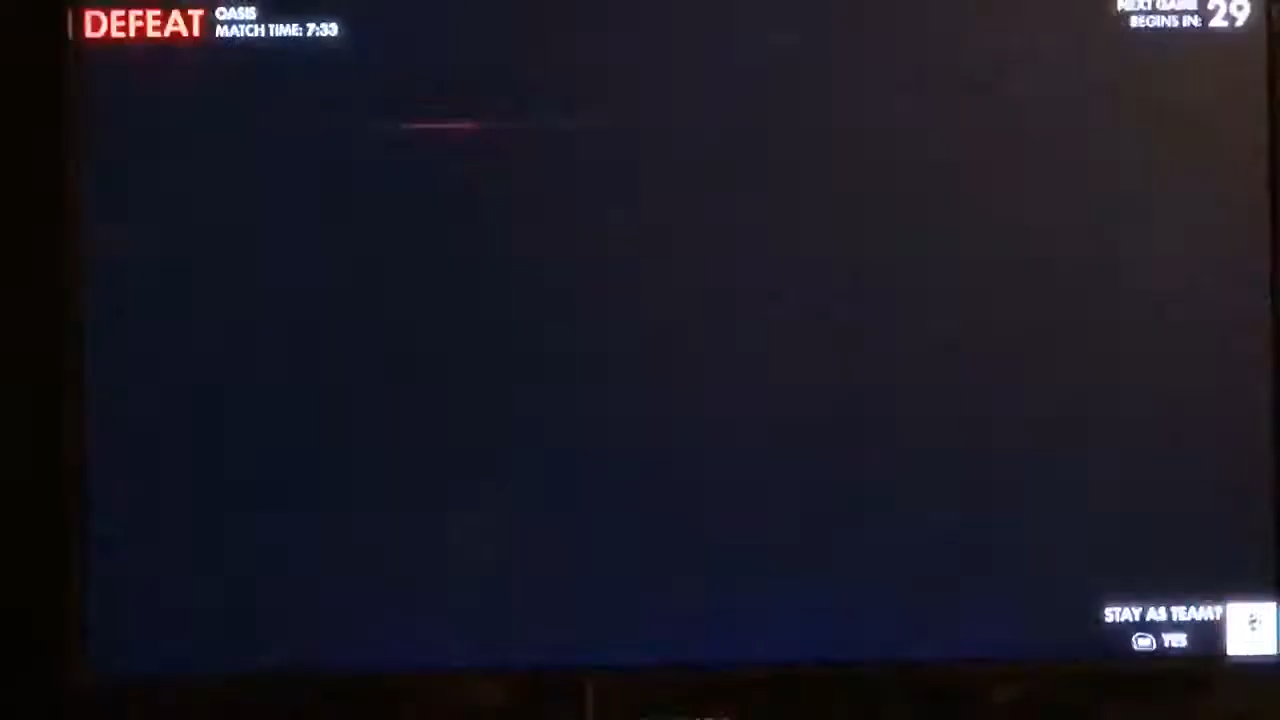 DEFEAT
OASIS
MATCH TIME: 7:33
NEXT GAME
BEGINS IN: 29
STAY AS TEAM?
YES